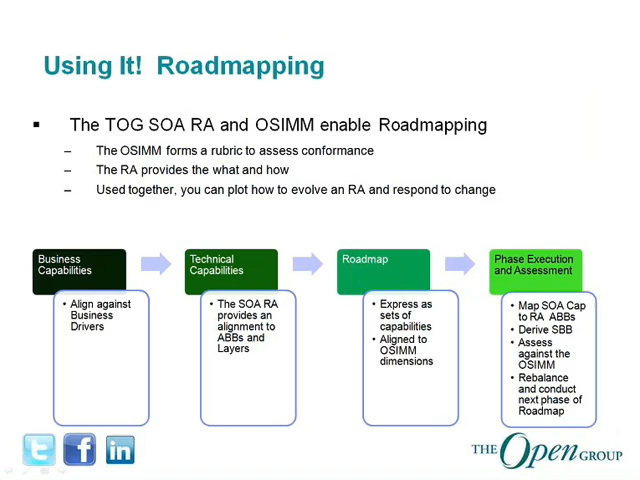 Using It! Roadmapping
▪ The TOG SOA RA and OSIMM enable Roadmapping
– The OSIMM forms a rubric to assess conformance
– The RA provides the what and how
– Used together, you can plot how to evolve an RA and respond to change
Business
Capabilities
• Align against
Business
Drivers
Technical
Capabilities
• The SOA RA
provides an
alignment to
ABBs and
Layers
Roadmap
• Express as
sets of
capabilities
• Aligned to
OSIMM
dimensions
Phase Execution
and Assessment
• Map SOA Cap
to RA ABBs
• Derive SBB
• Assess
against the
OSIMM
• Rebalance
and conduct
next phase of
Roadmap
t f in
THE Open GROUP